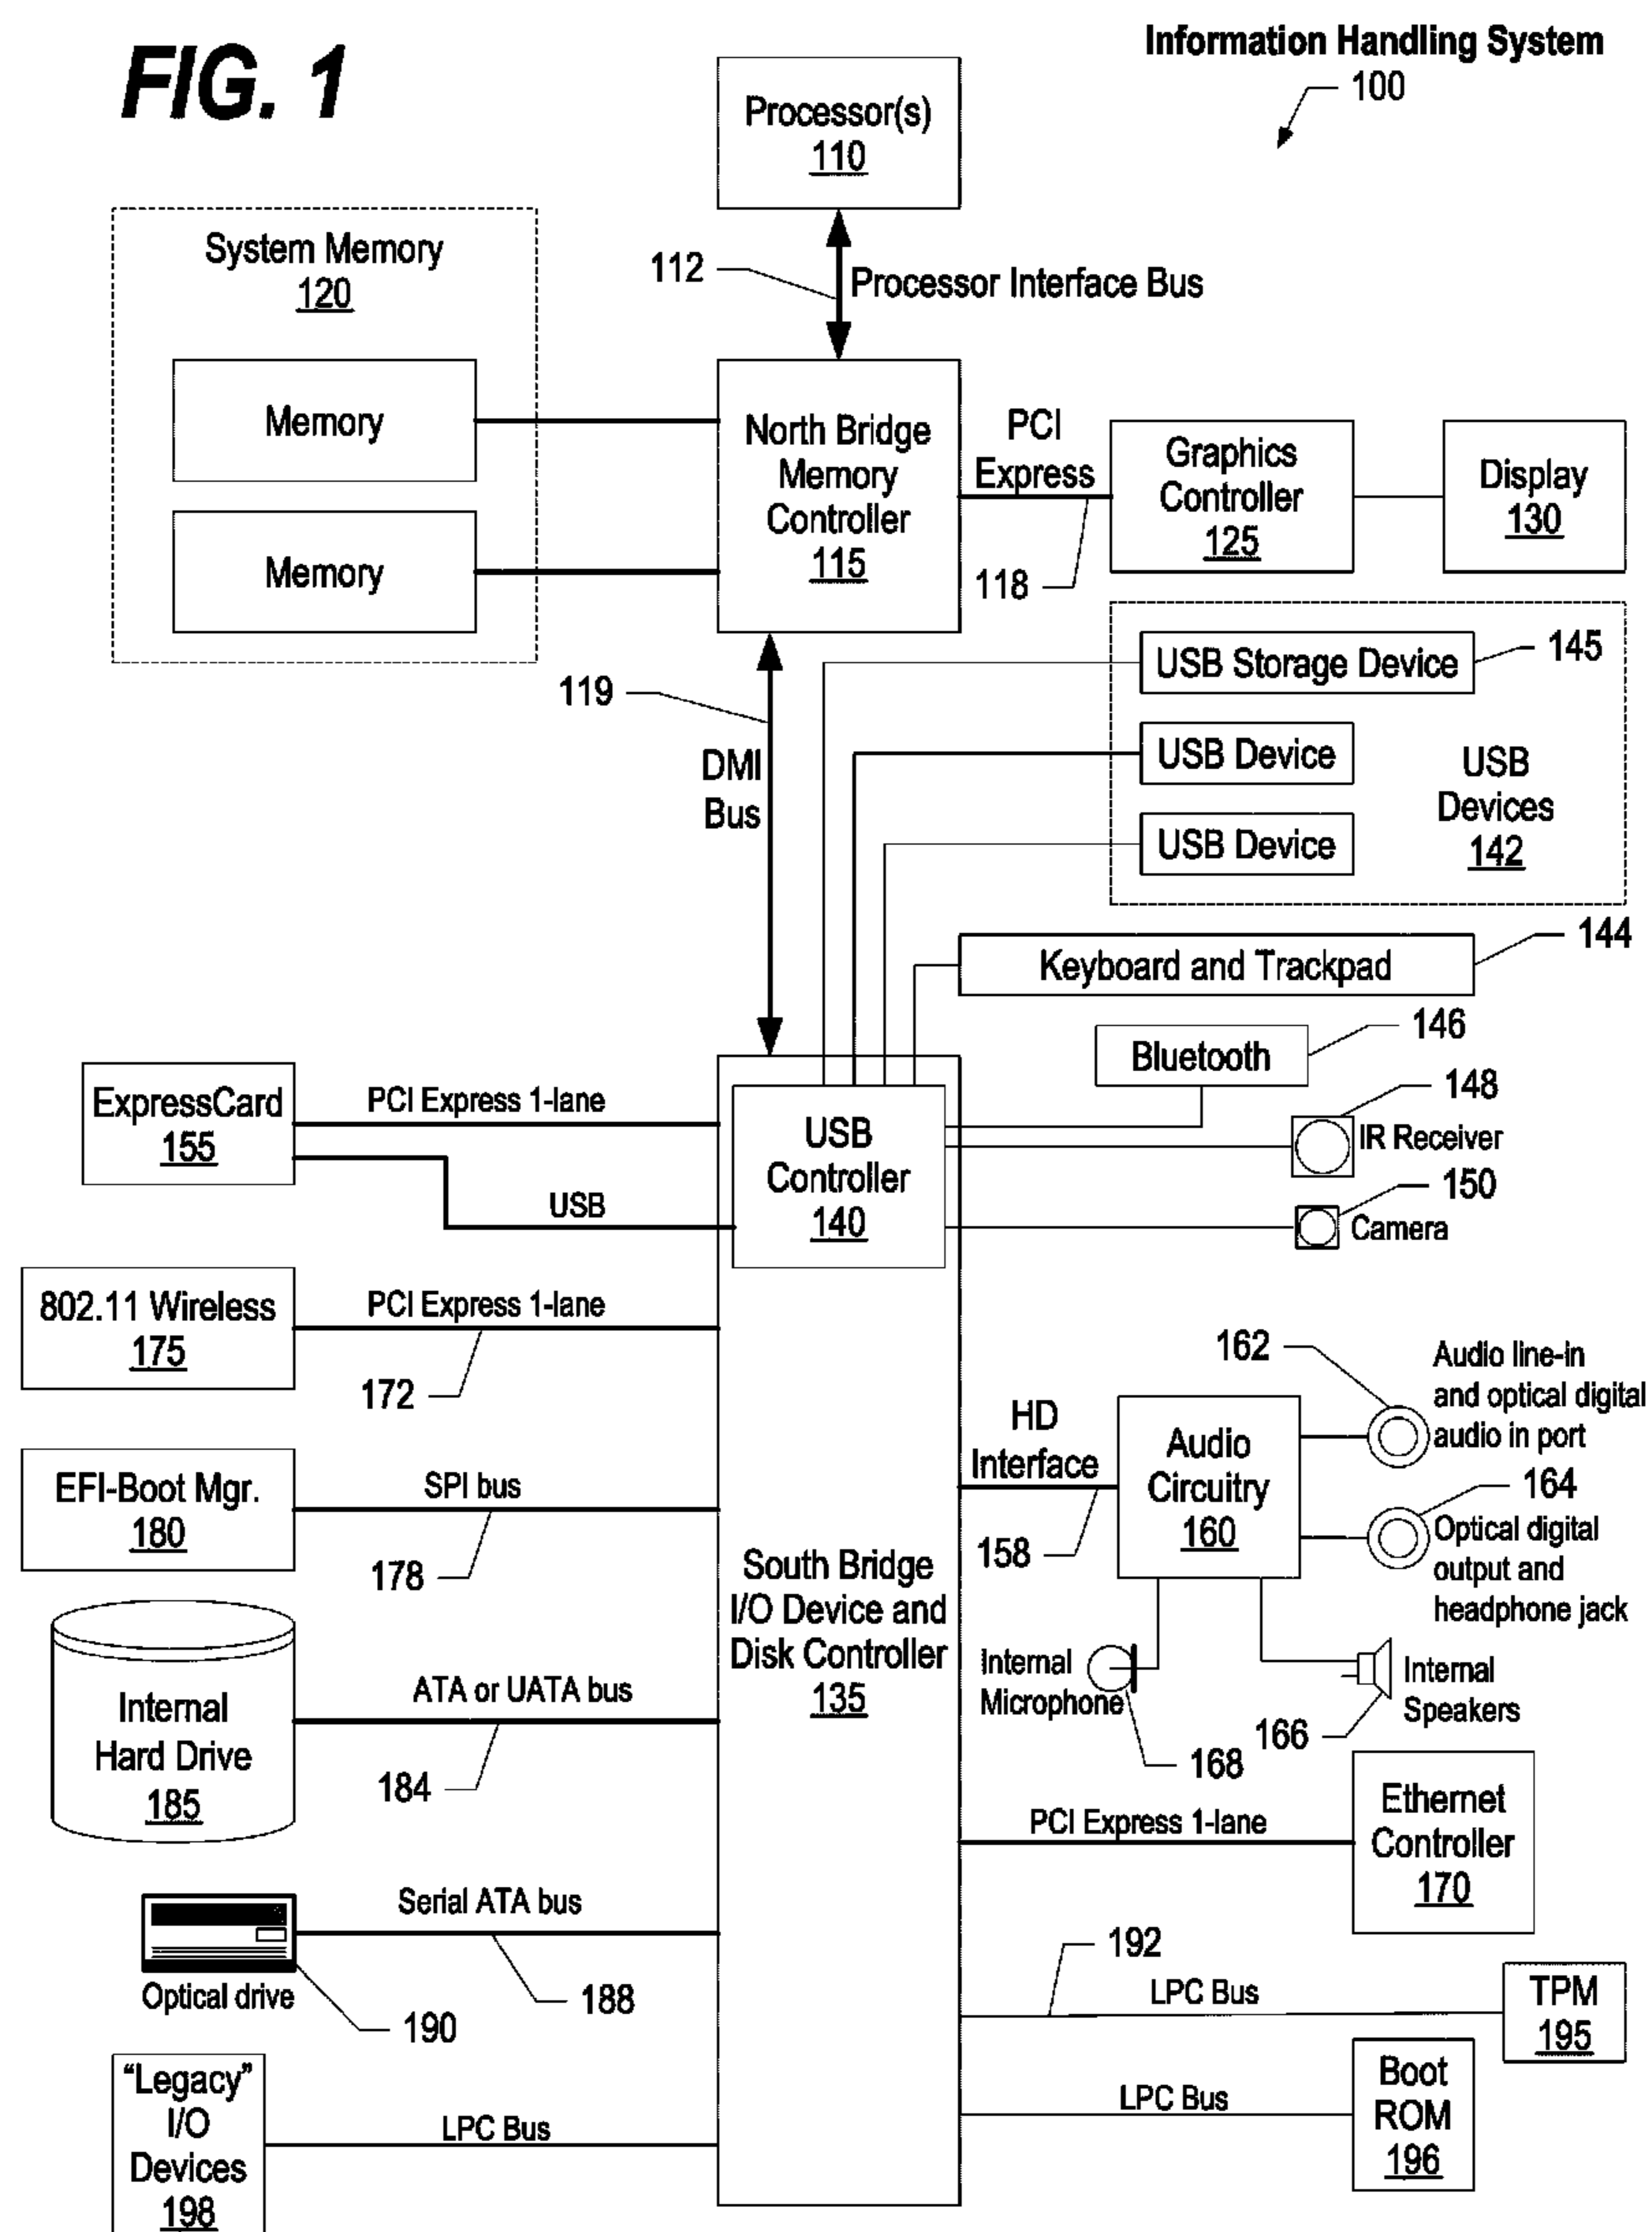 FIG. 1
Information Handling System
100
Processor(s)
110
System Memory
120
112
Processor Interface Bus
Memory
Memory
North Bridge
Memory
Controller
115
PCI
Express
118
Graphics
Controller
125
Display
130
119
DMI
Bus
USB Storage Device
145
USB Device
USB Device
USB
Devices
142
Keyboard and Trackpad
144
Bluetooth
146
148
IR Receiver
150
Camera
ExpressCard
155
PCI Express 1-lane
USB
USB
Controller
140
802.11 Wireless
175
PCI Express 1-lane
172
EFI-Boot Mgr.
180
SPI bus
178
South Bridge
I/O Device and
Disk Controller
135
HD
Interface
158
Audio
Circuitry
160
162
Audio line-in
and optical digital
audio in port
164
Optical digital
output and
headphone jack
Internal
Microphone
168
166
Internal
Speakers
Internal
Hard Drive
185
ATA or UATA bus
184
PCI Express 1-lane
Ethernet
Controller
170
Serial ATA bus
188
Optical drive
190
192
LPC Bus
TPM
195
LPC Bus
Boot
ROM
196
“Legacy”
I/O
Devices
198
LPC Bus